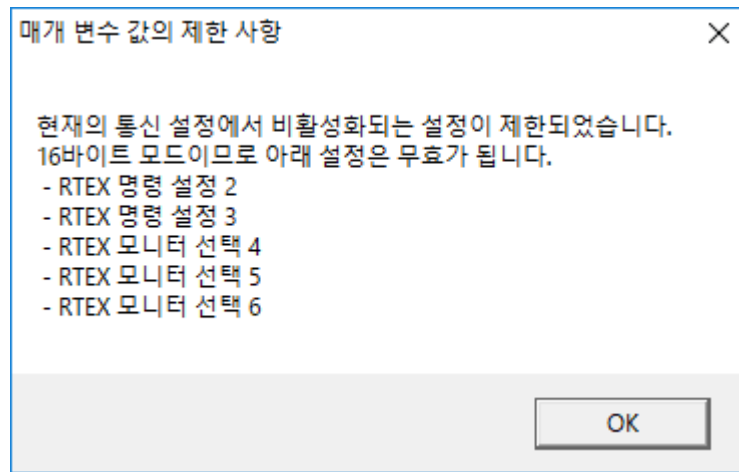 매개 변수 값의 제한 사항
현재의 통신 설정에서 비활성화되는 설정이 제한되었습니다.
16바이트 모드이므로 아래 설정은 무효가 됩니다.
- RTEX 명령 설정 2
- RTEX 명령 설정 3
- RTEX 모니터 선택 4
- RTEX 모니터 선택 5
- RTEX 모니터 선택 6
OK